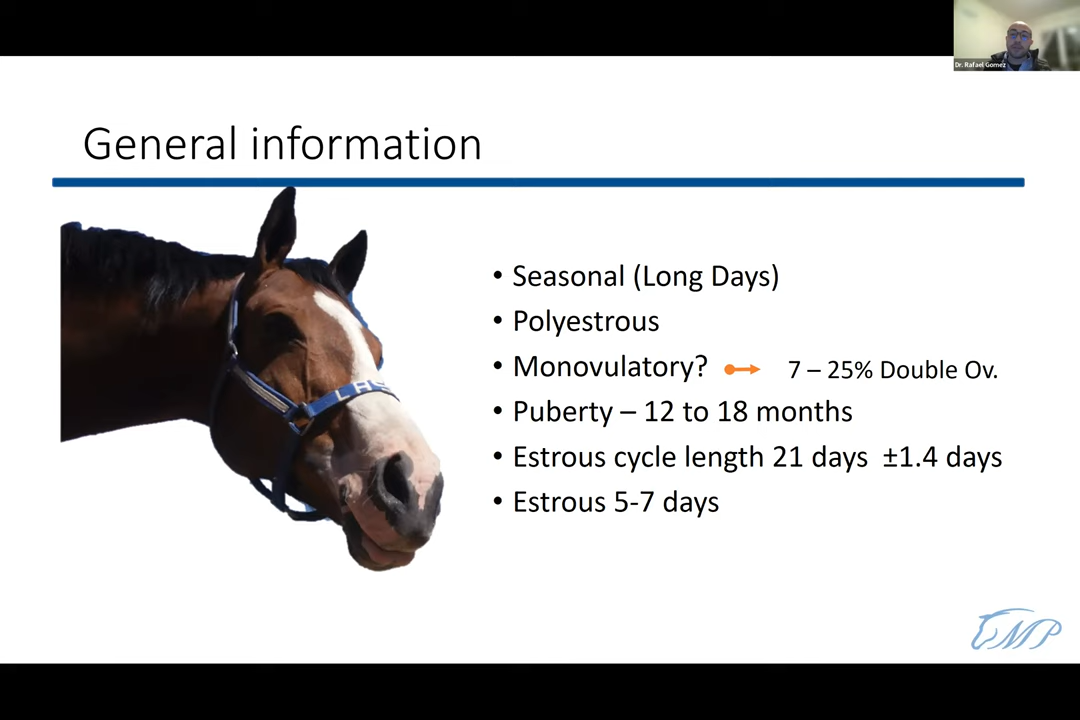 Dr. Rafael Gomez
General information
• Seasonal (Long Days)
• Polyestrous
• Monovulatory? 7 – 25% Double Ov.
• Puberty – 12 to 18 months
• Estrous cycle length 21 days ±1.4 days
• Estrous 5-7 days
MP